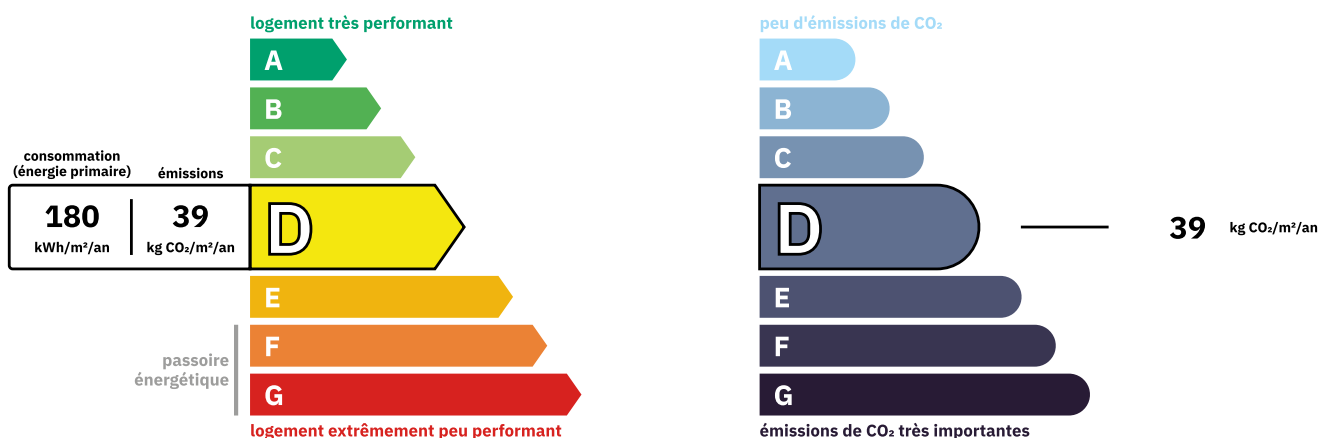 logement très performant
A
B
C
consommation
(énergie primaire)
émissions
180
kWh/m²/an
39
kg CO₂/m²/an
D
E
F
G
passoire
énergétique
logement extrêmement peu performant
peu d'émissions de CO₂
A
B
C
D
39
kg CO₂/m²/an
E
F
G
émissions de CO₂ très importantes